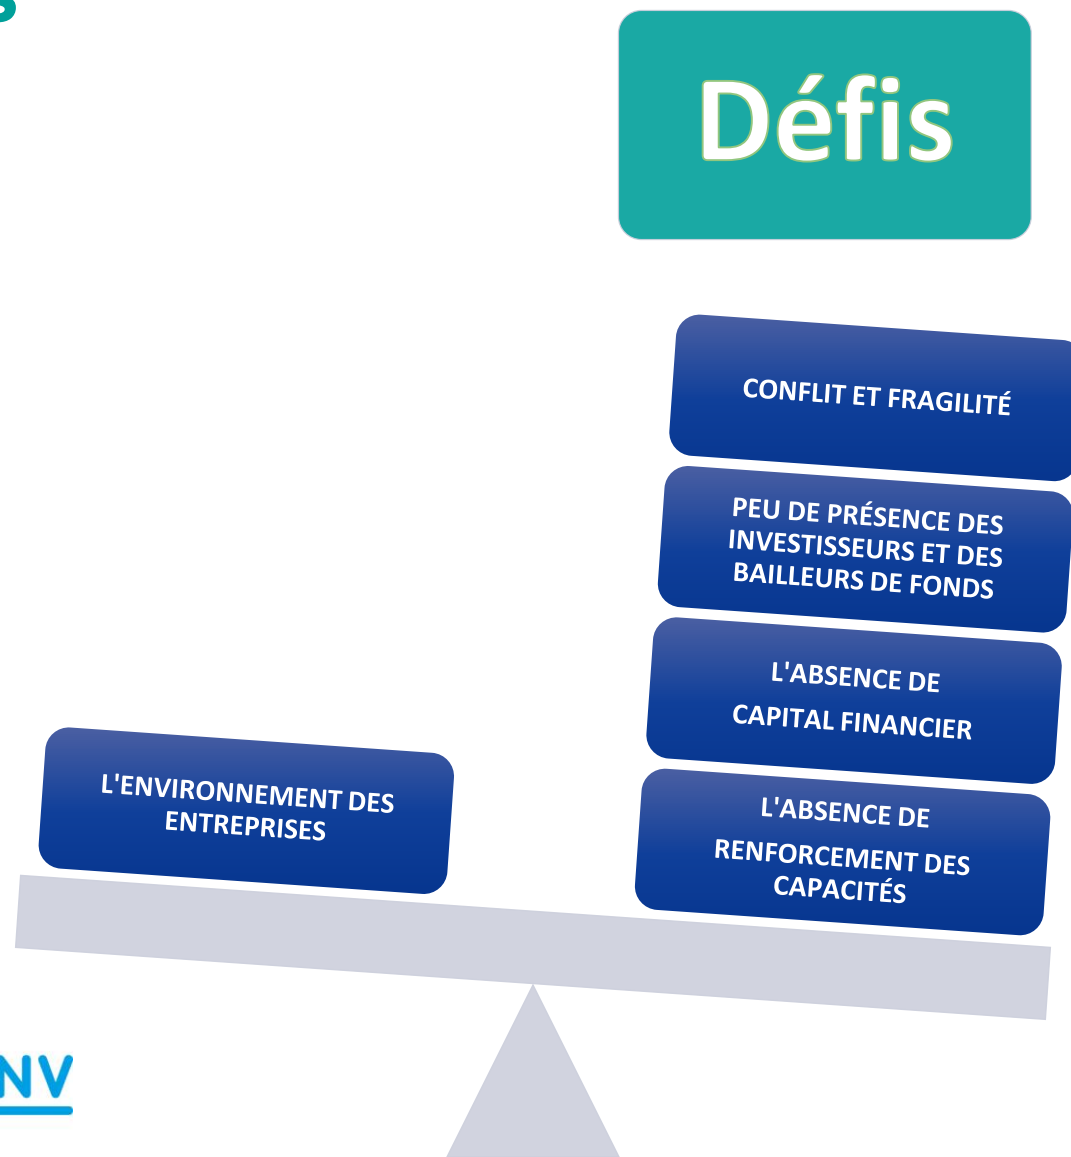 s
Défis
CONFLIT ET FRAGILITÉ
PEU DE PRÉSENCE DES
INVESTISSEURS ET DES
BAILLEURS DE FONDS
L'ABSENCE DE
CAPITAL FINANCIER
L'ENVIRONNEMENT DES
ENTREPRISES
L'ABSENCE DE
RENFORCEMENT DES
CAPACITÉS
NV